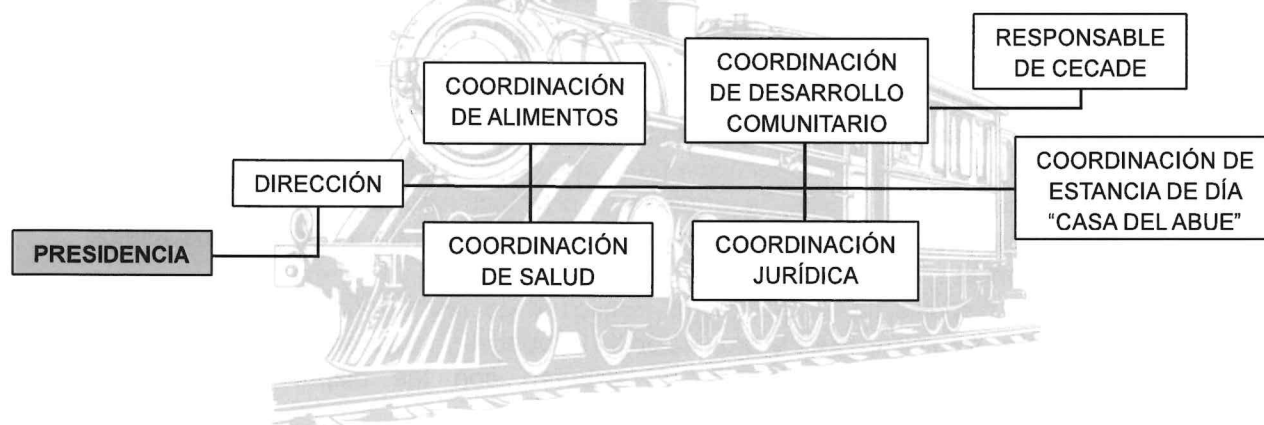 PRESIDENCIA
DIRECCIÓN
COORDINACIÓN
DE ALIMENTOS
COORDINACIÓN
DE SALUD
COORDINACIÓN
DE DESARROLLO
COMUNITARIO
COORDINACIÓN
JURÍDICA
RESPONSABLE
DE CECADE
COORDINACIÓN DE
ESTANCIA DE DÍA
“CASA DEL ABUE”